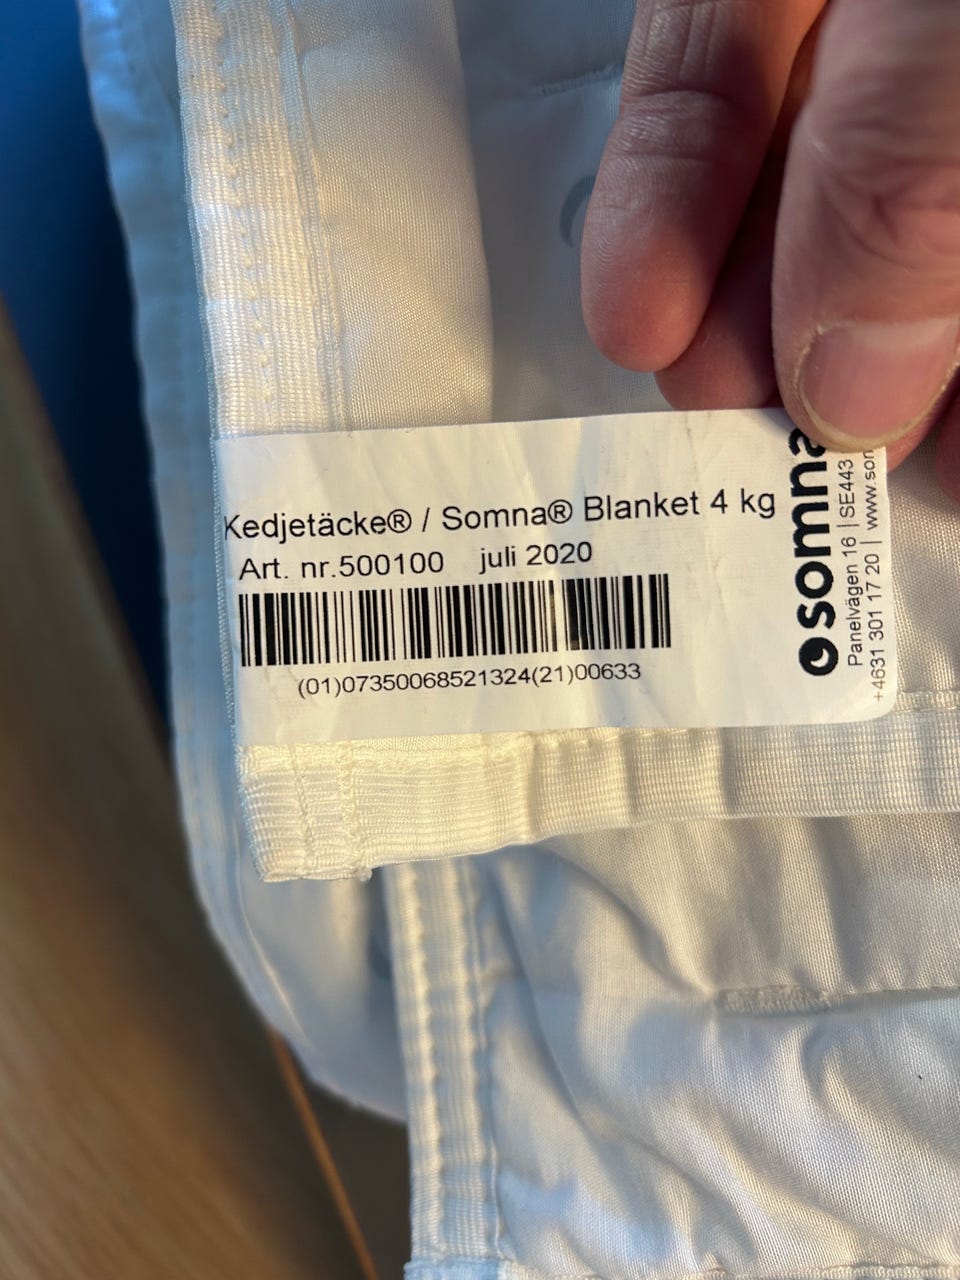 Kedjetäcke® / Somna® Blanket 4 kg
Art. nr.500100 juli 2020
(01)07350068521324(21)00633
somna
Panelvägen 16 | SE443
+4631 301 17 20 | www.som